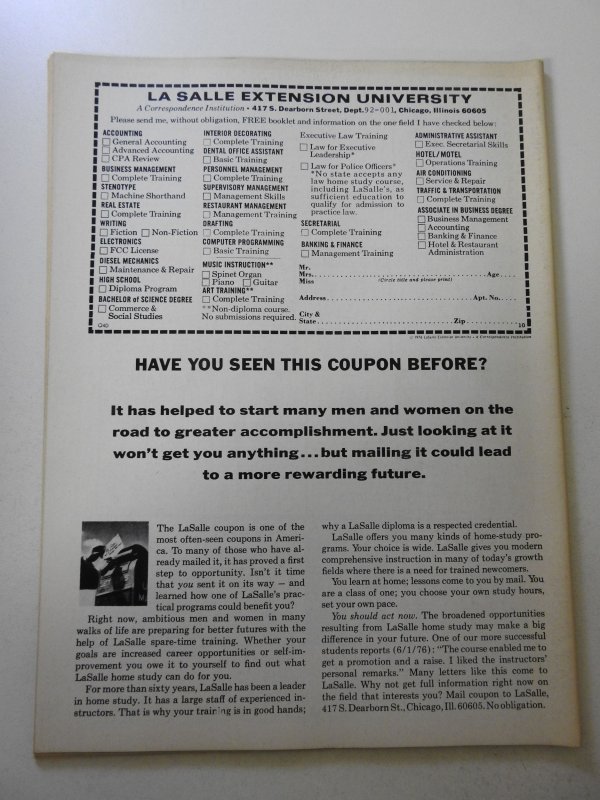 LA SALLE EXTENSION UNIVERSITY
A Correspondence Institution • 417 S. Dearborn Street, Dept. 92-001, Chicago, Illinois 60605
Please send me, without obligation, FREE booklet and information on the one field I have checked below:
ACCOUNTING
☐ General Accounting
☐ Advanced Accounting
☐ CPA Review
BUSINESS MANAGEMENT
☐ Complete Training
STENOTYPE
☐ Machine Shorthand
REAL ESTATE
☐ Complete Training
WRITING
☐ Fiction ☐ Non-Fiction
ELECTRONICS
☐ FCC License
DIESEL MECHANICS
☐ Maintenance & Repair
HIGH SCHOOL
☐ Diploma Program
BACHELOR of SCIENCE DEGREE
☐ Commerce &
Social Studies
G40
INTERIOR DECORATING
☐ Complete Training
DENTAL OFFICE ASSISTANT
☐ Basic Training
PERSONNEL MANAGEMENT
☐ Complete Training
SUPERVISORY MANAGEMENT
☐ Management Skills
RESTAURANT MANAGEMENT
☐ Management Training
DRAFTING
☐ Complete Training
COMPUTER PROGRAMMING
☐ Basic Training
MUSIC INSTRUCTION**
☐ Spinet Organ
☐ Piano ☐ Guitar
ART TRAINING**
☐ Complete Training
**Non-diploma course.
No submissions required.
Executive Law Training
☐ Law for Executive
Leadership*
☐ Law for Police Officers*
*No state accepts any
law home study course,
including LaSalle's, as
sufficient education to
qualify for admission to
practice law.
SECRETARIAL
☐ Complete Training
BANKING & FINANCE
☐ Management Training
ADMINISTRATIVE ASSISTANT
☐ Exec. Secretarial Skills
HOTEL/MOTEL
☐ Operations Training
AIR CONDITIONING
☐ Service & Repair
TRAFFIC & TRANSPORTATION
☐ Complete Training
ASSOCIATE IN BUSINESS DEGREE
☐ Business Management
☐ Accounting
☐ Banking & Finance
☐ Hotel & Restaurant
Administration
Mr.
Mrs. Age
Miss (Circle title and please print)
Address Apt. No.
City &
State Zip 10
© 1976 LaSalle Extension University • A Correspondence Institution
HAVE YOU SEEN THIS COUPON BEFORE?
It has helped to start many men and women on the
road to greater accomplishment. Just looking at it
won't get you anything...but mailing it could lead
to a more rewarding future.
The LaSalle coupon is one of the
most often-seen coupons in Ameri-
ca. To many of those who have al-
ready mailed it, it has proved a first
step to opportunity. Isn't it time
that you sent it on its way – and
learned how one of LaSalle's prac-
tical programs could benefit you?
Right now, ambitious men and women in many
walks of life are preparing for better futures with the
help of LaSalle spare-time training. Whether your
goals are increased career opportunities or self-im-
provement you owe it to yourself to find out what
LaSalle home study can do for you.
For more than sixty years, LaSalle has been a leader
in home study. It has a large staff of experienced in-
structors. That is why your training is in good hands;
why a LaSalle diploma is a respected credential.
LaSalle offers you many kinds of home-study pro-
grams. Your choice is wide. LaSalle gives you modern
comprehensive instruction in many of today's growth
fields where there is a need for trained newcomers.
You learn at home; lessons come to you by mail. You
are a class of one; you choose your own study hours,
set your own pace.
You should act now. The broadened opportunities
resulting from LaSalle home study may make a big
difference in your future. One of our more successful
students reports (6/1/76): "The course enabled me to
get a promotion and a raise. I liked the instructors'
personal remarks." Many letters like this come to
LaSalle. Why not get full information right now on
the field that interests you? Mail coupon to LaSalle,
417 S. Dearborn St., Chicago, Ill. 60605. No obligation.